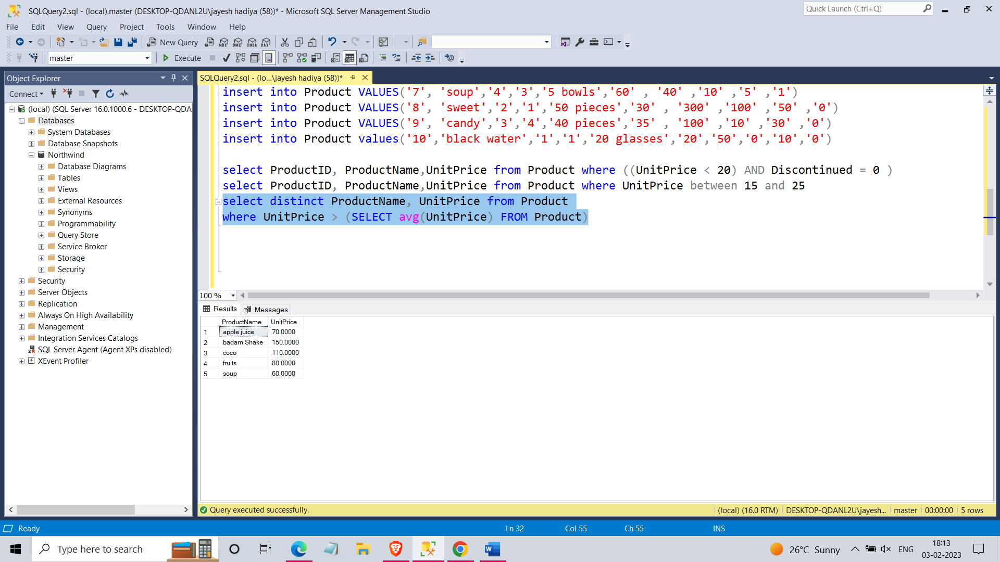 SQLQuery2.sql - (local).master (DESKTOP-QDANL2U\jayesh hadiya (58))* - Microsoft SQL Server Management Studio
Quick Launch (Ctrl+Q)
File Edit View Query Project Tools Window Help
New Query
MDX DMX XMLA DAX
master
Execute
Object Explorer
SQLQuery2.sql - (lo...\jayesh hadiya (58))*
Connect
(local) (SQL Server 16.0.1000.6 - DESKTOP-QDA
Databases
System Databases
Database Snapshots
Northwind
Database Diagrams
Tables
Views
External Resources
Synonyms
Programmability
Query Store
Service Broker
Storage
Security
Security
Server Objects
Replication
Always On High Availability
Management
Integration Services Catalogs
SQL Server Agent (Agent XPs disabled)
XEvent Profiler
insert into Product VALUES('7', 'soup','4','3','5 bowls','60' , '40' ,'10' ,'5' ,'1')
insert into Product VALUES('8', 'sweet','2','1','50 pieces','30' , '300' ,'100' ,'50' ,'0')
insert into Product VALUES('9', 'candy','3','4','40 pieces','35' , '100' ,'10' ,'30' ,'0')
insert into Product values('10','black water','1','1','20 glasses','20','50','0','10','0')
select ProductID, ProductName,UnitPrice from Product where ((UnitPrice < 20) AND Discontinued = 0 )
select ProductID, ProductName,UnitPrice from Product where UnitPrice between 15 and 25
select distinct ProductName, UnitPrice from Product
where UnitPrice > (SELECT avg(UnitPrice) FROM Product)
100 %
Results Messages
ProductName UnitPrice
1 apple juice 70.0000
2 badam Shake 150.0000
3 coco 110.0000
4 fruits 80.0000
5 soup 60.0000
Query executed successfully.
(local) (16.0 RTM) DESKTOP-QDANL2U\jayesh... master 00:00:00 5 rows
Ready
Ln 32 Col 55 Ch 55 INS
Type here to search
26°C Sunny
ENG
18:13
03-02-2023